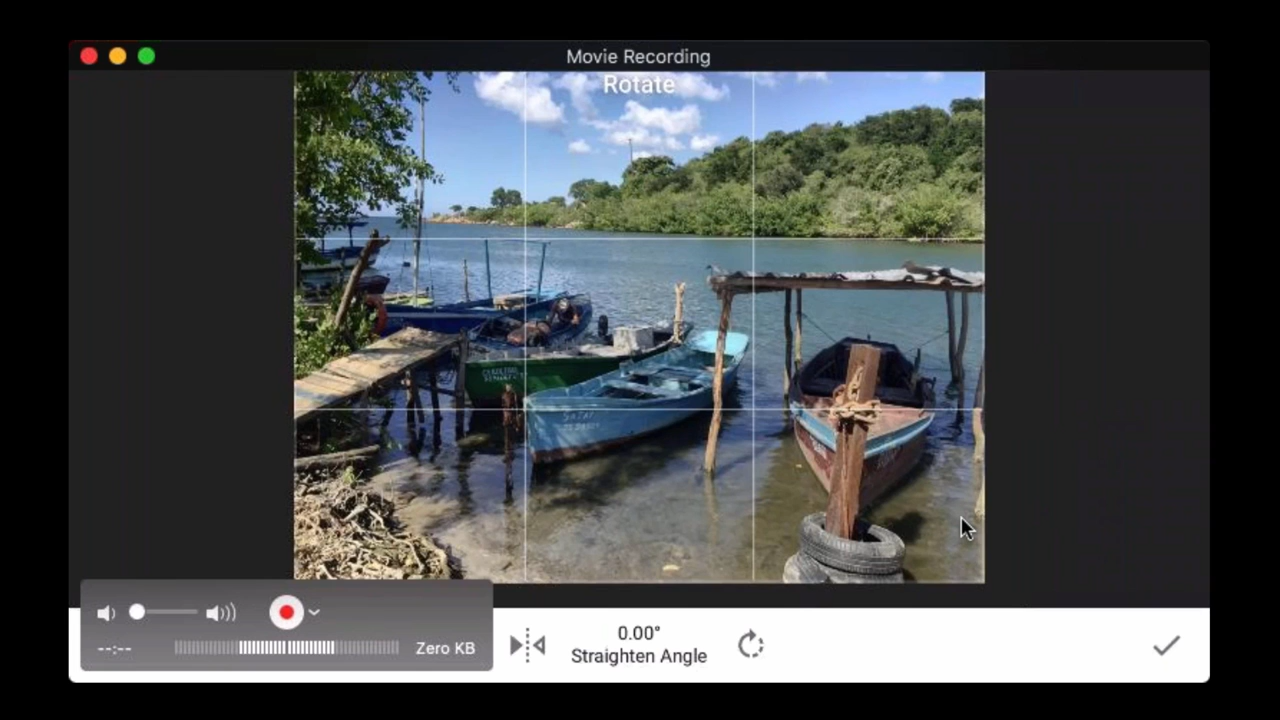 Movie Recording
Rotate
--:--
Zero KB
0.00°
Straighten Angle